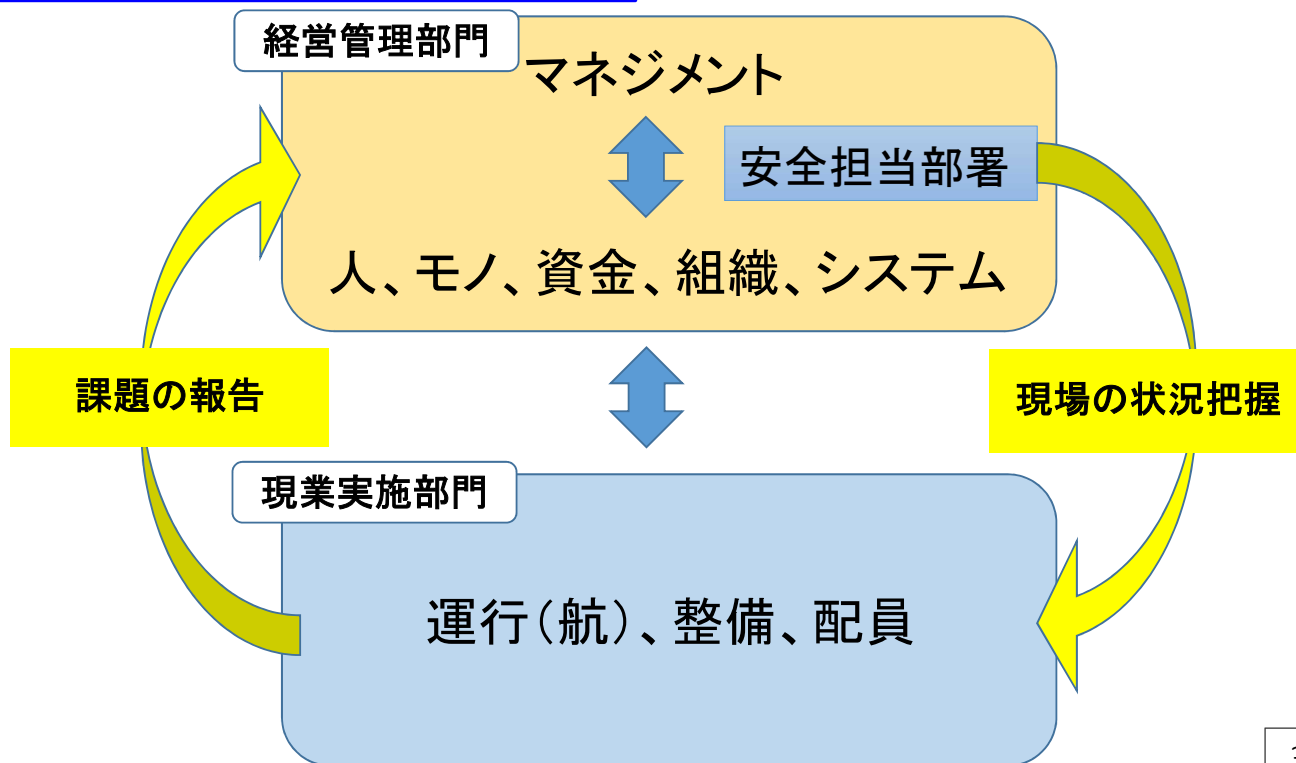 経営管理部門
マネジメント
安全担当部署
人、モノ、資金、組織、システム
課題の報告
現場の状況把握
現業実施部門
運行(航)、整備、配員